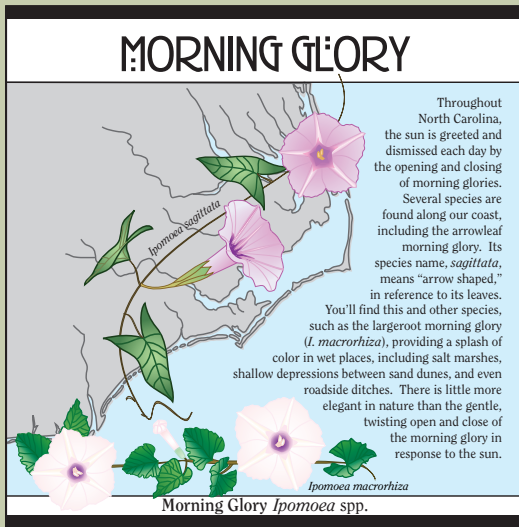 MORNING GLORY
Throughout
North Carolina,
the sun is greeted and
dismissed each day by
the opening and closing
of morning glories.
Several species are
found along our coast,
including the arrowleaf
morning glory. Its
species name, sagittata,
means “arrow shaped,”
in reference to its leaves.
You’ll find this and other species,
such as the largeroot morning glory
(I. macrorhiza), providing a splash of
color in wet places, including salt marshes,
shallow depressions between sand dunes, and even
roadside ditches. There is little more
elegant in nature than the gentle,
twisting open and close of
the morning glory in
response to the sun.
Ipomoea sagittata
Ipomoea macrorhiza
Morning Glory Ipomoea spp.